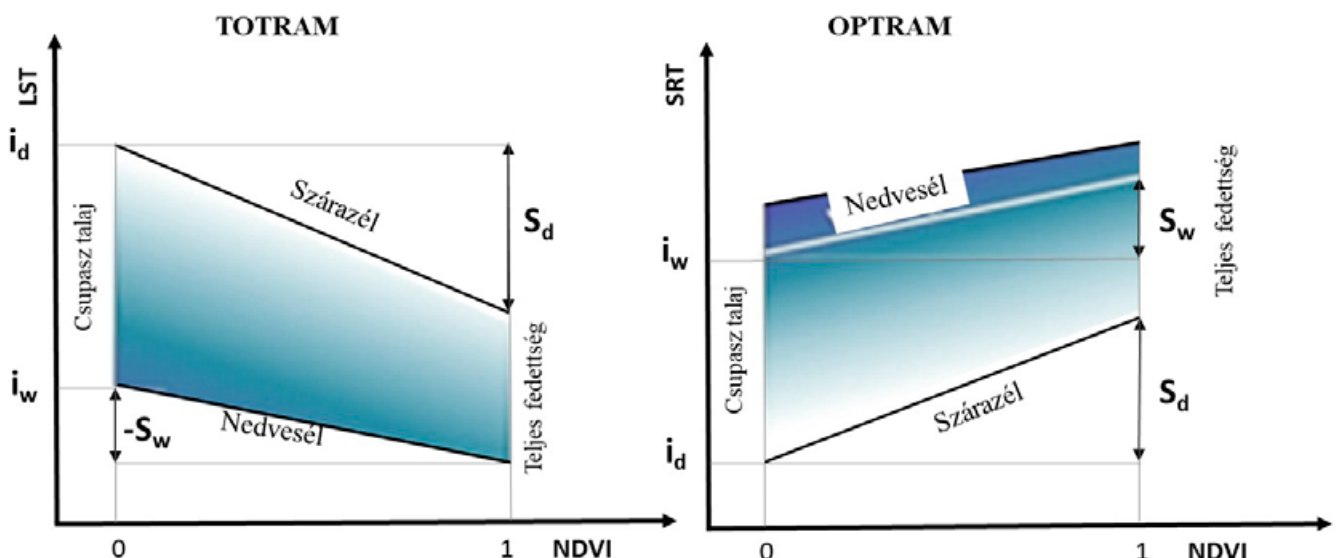 TOTRAM
LST
i_d
Szárazél
S_d
Csupasz talaj
i_w
-S_w
Nedvesél
Teljes fedettség
0
1
NDVI
OPTRAM
SRT
Nedvesél
S_w
Teljes fedettség
i_w
Csupasz talaj
Szárazél
S_d
i_d
0
1
NDVI